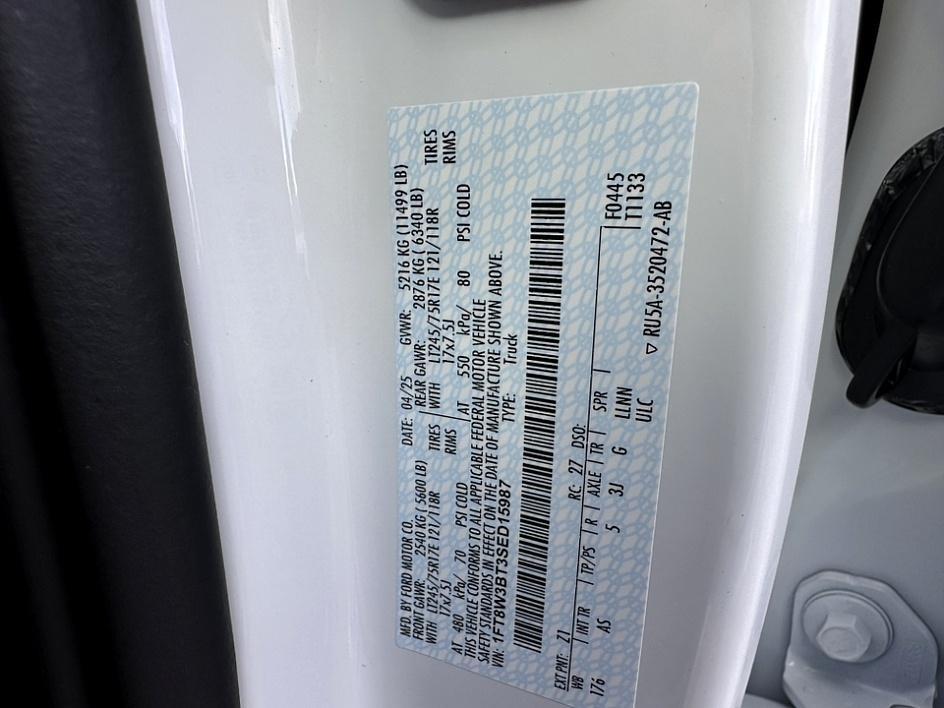 MFD. BY FORD MOTOR CO. DATE: 04/25 GVWR: 5216 KG (11499 LB)
FRONT GAWR: 2540 KG (5600 LB) REAR GAWR: 2876 KG (6340 LB)
WITH LT245/75R17E 121/118R TIRES WITH LT245/75R17E 121/118R TIRES
17x7.5J RIMS 17x7.5J RIMS
AT 480 kPa/ 70 PSI COLD AT 550 kPa/ 80 PSI COLD
THIS VEHICLE CONFORMS TO ALL APPLICABLE FEDERAL MOTOR VEHICLE
SAFETY STANDARDS IN EFFECT ON THE DATE OF MANUFACTURE SHOWN ABOVE.
VIN: 1FTBW3BT3SED15987 TYPE: Truck
EXT PNT: Z1 RC: 27 DSO: F0445
WB INT TR TP/PS R AXLE TR SPR T1133
176 AS 5 3J G LLMN
ULC ▽ RU5A-3520472-AB